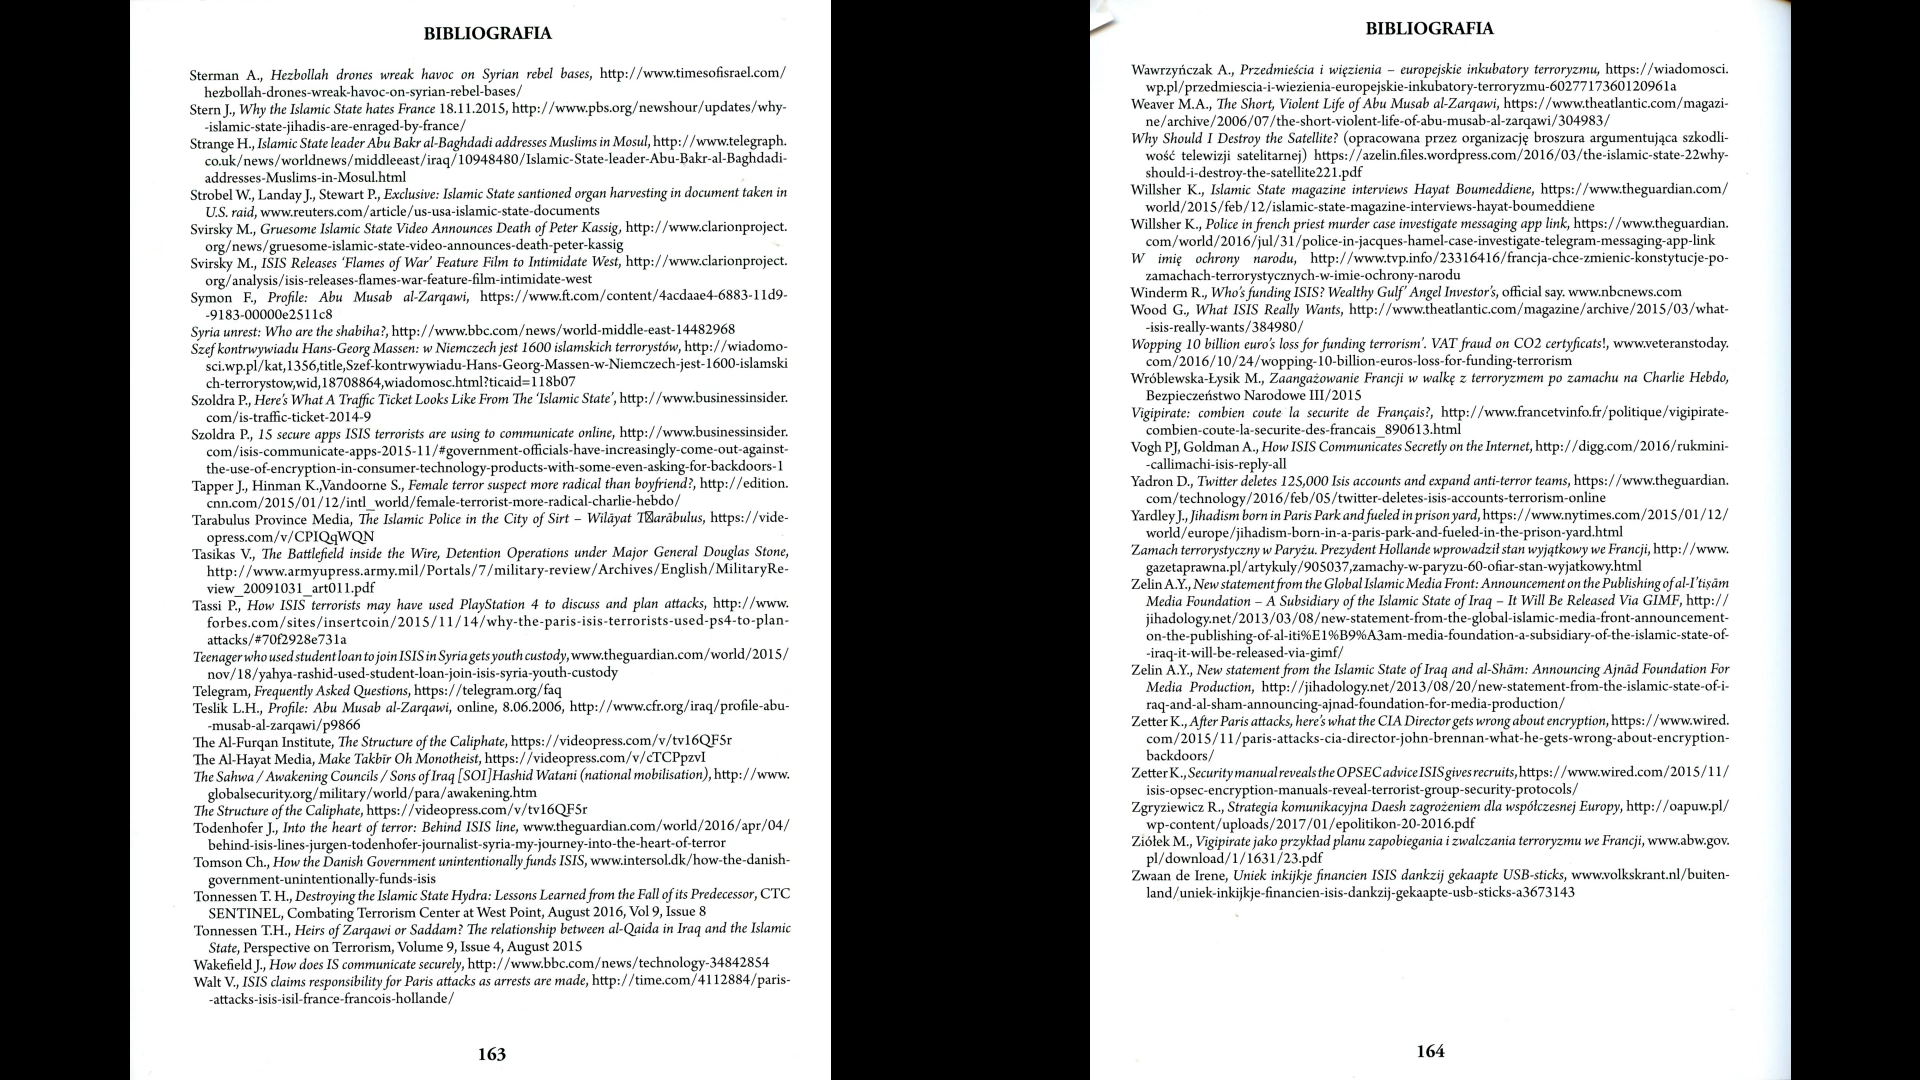 BIBLIOGRAFIA
Sterman A., Hezbollah drones wreak havoc on Syrian rebel bases, http://www.timesofisrael.com/
hezbollah-drones-wreak-havoc-on-syrian-rebel-bases/
Stern J., Why the Islamic State hates France 18.11.2015, http://www.pbs.org/newshour/updates/why-
-islamic-state-jihadis-are-enraged-by-france/
Strange H., Islamic State leader Abu Bakr al-Baghdadi addresses Muslims in Mosul, http://www.telegraph.
co.uk/news/worldnews/middleeast/iraq/10948480/Islamic-State-leader-Abu-Bakr-al-Baghdadi-
addresses-Muslims-in-Mosul.html
Strobel W., Landay J., Stewart P., Exclusive: Islamic State santioned organ harvesting in document taken in
U.S. raid, www.reuters.com/article/us-usa-islamic-state-documents
Svirsky M., Gruesome Islamic State Video Announces Death of Peter Kassig, http://www.clarionproject.
org/news/gruesome-islamic-state-video-announces-death-peter-kassig
Svirsky M., ISIS Releases ‘Flames of War’ Feature Film to Intimidate West, http://www.clarionproject.
org/analysis/isis-releases-flames-war-feature-film-intimidate-west
Symon F., Profile: Abu Musab al-Zarqawi, https://www.ft.com/content/4acdaae4-6883-11d9-
-9183-00000e2511c8
Syria unrest: Who are the shabiha?, http://www.bbc.com/news/world-middle-east-14482968
Szef kontrwywiadu Hans-Georg Massen: w Niemczech jest 1600 islamskich terrorystów, http://wiadomo-
sci.wp.pl/kat,1356,title,Szef-kontrwywiadu-Hans-Georg-Massen-w-Niemczech-jest-1600-islamski
ch-terrorystow,wid,18708864,wiadomosc.html?ticaid=118b07
Szoldra P., Here’s What A Traffic Ticket Looks Like From The ‘Islamic State’, http://www.businessinsider.
com/is-traffic-ticket-2014-9
Szoldra P., 15 secure apps ISIS terrorists are using to communicate online, http://www.businessinsider.
com/isis-communicate-apps-2015-11/#government-officials-have-increasingly-come-out-against-
the-use-of-encryption-in-consumer-technology-products-with-some-even-asking-for-backdoors-1
Tapper J., Hinman K.,Vandoorne S., Female terror suspect more radical than boyfriend?, http://edition.
cnn.com/2015/01/12/intl_world/female-terrorist-more-radical-charlie-hebdo/
Tarabulus Province Media, The Islamic Police in the City of Sirt – Wilāyat T☒arābulus, https://vide-
opress.com/v/CPIQqWQN
Tasikas V., The Battlefield inside the Wire, Detention Operations under Major General Douglas Stone,
http://www.armyupress.army.mil/Portals/7/military-review/Archives/English/MilitaryRe-
view_20091031_art011.pdf
Tassi P., How ISIS terrorists may have used PlayStation 4 to discuss and plan attacks, http://www.
forbes.com/sites/insertcoin/2015/11/14/why-the-paris-isis-terrorists-used-ps4-to-plan-
attacks/#70f2928e731a
Teenager who used student loan to join ISIS in Syria gets youth custody, www.theguardian.com/world/2015/
nov/18/yahya-rashid-used-student-loan-join-isis-syria-youth-custody
Telegram, Frequently Asked Questions, https://telegram.org/faq
Teslik L.H., Profile: Abu Musab al-Zarqawi, online, 8.06.2006, http://www.cfr.org/iraq/profile-abu-
-musab-al-zarqawi/p9866
The Al-Furqan Institute, The Structure of the Caliphate, https://videopress.com/v/tv16QF5r
The Al-Hayat Media, Make Takbīr Oh Monotheist, https://videopress.com/v/cTCPpzvI
The Sahwa / Awakening Councils / Sons of Iraq [SOI]Hashid Watani (national mobilisation), http://www.
globalsecurity.org/military/world/para/awakening.htm
The Structure of the Caliphate, https://videopress.com/v/tv16QF5r
Todenhofer J., Into the heart of terror: Behind ISIS line, www.theguardian.com/world/2016/apr/04/
behind-isis-lines-jurgen-todenhofer-journalist-syria-my-journey-into-the-heart-of-terror
Tomson Ch., How the Danish Government unintentionally funds ISIS, www.intersol.dk/how-the-danish-
government-unintentionally-funds-isis
Tonnessen T. H., Destroying the Islamic State Hydra: Lessons Learned from the Fall of its Predecessor, CTC
SENTINEL, Combating Terrorism Center at West Point, August 2016, Vol 9, Issue 8
Tonnessen T.H., Heirs of Zarqawi or Saddam? The relationship between al-Qaida in Iraq and the Islamic
State, Perspective on Terrorism, Volume 9, Issue 4, August 2015
Wakefield J., How does IS communicate securely, http://www.bbc.com/news/technology-34842854
Walt V., ISIS claims responsibility for Paris attacks as arrests are made, http://time.com/4112884/paris-
-attacks-isis-isil-france-francois-hollande/
163
BIBLIOGRAFIA
Wawrzyńczak A., Przedmieścia i więzienia – europejskie inkubatory terroryzmu, https://wiadomosci.
wp.pl/przedmiescia-i-wiezienia-europejskie-inkubatory-terroryzmu-6027717360120961a
Weaver M.A., The Short, Violent Life of Abu Musab al-Zarqawi, https://www.theatlantic.com/magazi-
ne/archive/2006/07/the-short-violent-life-of-abu-musab-al-zarqawi/304983/
Why Should I Destroy the Satellite? (opracowana przez organizację broszura argumentująca szkodli-
wość telewizji satelitarnej) https://azelin.files.wordpress.com/2016/03/the-islamic-state-22why-
should-i-destroy-the-satellite221.pdf
Willsher K., Islamic State magazine interviews Hayat Boumeddiene, https://www.theguardian.com/
world/2015/feb/12/islamic-state-magazine-interviews-hayat-boumeddiene
Willsher K., Police in french priest murder case investigate messaging app link, https://www.theguardian.
com/world/2016/jul/31/police-in-jacques-hamel-case-investigate-telegram-messaging-app-link
W imię ochrony narodu, http://www.tvp.info/23316416/francja-chce-zmienic-konstytucje-po-
zamachach-terrorystycznych-w-imie-ochrony-narodu
Winderm R., Who’s funding ISIS? Wealthy Gulf’ Angel Investor’s, official say. www.nbcnews.com
Wood G., What ISIS Really Wants, http://www.theatlantic.com/magazine/archive/2015/03/what-
-isis-really-wants/384980/
Wopping 10 billion euro’s loss for funding terrorism’. VAT fraud on CO2 certyficats!, www.veteranstoday.
com/2016/10/24/wopping-10-billion-euros-loss-for-funding-terrorism
Wróblewska-Łysik M., Zaangażowanie Francji w walkę z terroryzmem po zamachu na Charlie Hebdo,
Bezpieczeństwo Narodowe III/2015
Vigipirate: combien coute la securite de Français?, http://www.francetvinfo.fr/politique/vigipirate-
combien-coute-la-securite-des-francais_890613.html
Vogh PJ, Goldman A., How ISIS Communicates Secretly on the Internet, http://digg.com/2016/rukmini-
-callimachi-isis-reply-all
Yadron D., Twitter deletes 125,000 Isis accounts and expand anti-terror teams, https://www.theguardian.
com/technology/2016/feb/05/twitter-deletes-isis-accounts-terrorism-online
Yardley J., Jihadism born in Paris Park and fueled in prison yard, https://www.nytimes.com/2015/01/12/
world/europe/jihadism-born-in-a-paris-park-and-fueled-in-the-prison-yard.html
Zamach terrorystyczny w Paryżu. Prezydent Hollande wprowadził stan wyjątkowy we Francji, http://www.
gazetaprawna.pl/artykuly/905037,zamachy-w-paryzu-60-ofiar-stan-wyjatkowy.html
Zelin A.Y., New statement from the Global Islamic Media Front: Announcement on the Publishing of al-I’tiṣām
Media Foundation – A Subsidiary of the Islamic State of Iraq – It Will Be Released Via GIMF, http://
jihadology.net/2013/03/08/new-statement-from-the-global-islamic-media-front-announcement-
on-the-publishing-of-al-iti%E1%B9%A3am-media-foundation-a-subsidiary-of-the-islamic-state-of-
-iraq-it-will-be-released-via-gimf/
Zelin A.Y., New statement from the Islamic State of Iraq and al-Shām: Announcing Ajnād Foundation For
Media Production, http://jihadology.net/2013/08/20/new-statement-from-the-islamic-state-of-i-
raq-and-al-sham-announcing-ajnad-foundation-for-media-production/
Zetter K., After Paris attacks, here’s what the CIA Director gets wrong about encryption, https://www.wired.
com/2015/11/paris-attacks-cia-director-john-brennan-what-he-gets-wrong-about-encryption-
backdoors/
Zetter K., Security manual reveals the OPSEC advice ISIS gives recruits, https://www.wired.com/2015/11/
isis-opsec-encryption-manuals-reveal-terrorist-group-security-protocols/
Zgryziewicz R., Strategia komunikacyjna Daesh zagrożeniem dla współczesnej Europy, http://oapuw.pl/
wp-content/uploads/2017/01/epolitikon-20-2016.pdf
Ziółek M., Vigipirate jako przykład planu zapobiegania i zwalczania terroryzmu we Francji, www.abw.gov.
pl/download/1/1631/23.pdf
Zwaan de Irene, Uniek inkijkje financien ISIS dankzij gekaapte USB-sticks, www.volkskrant.nl/buiten-
land/uniek-inkijkje-financien-isis-dankzij-gekaapte-usb-sticks-a3673143
164